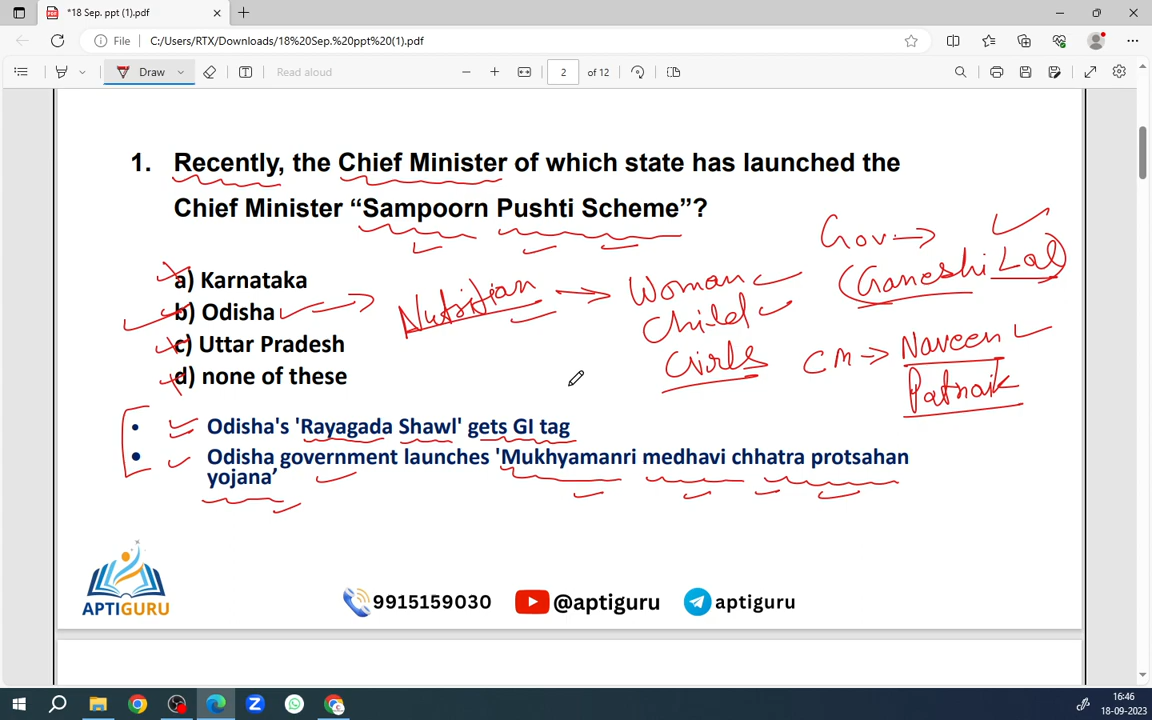 *18 Sep. ppt (1).pdf
File C:/Users/RTX/Downloads/18%20Sep.%20ppt%20(1).pdf
Draw Read aloud 2 of 12
1. Recently, the Chief Minister of which state has launched the
Chief Minister “Sampoorn Pushti Scheme”?
a) Karnataka
b) Odisha
c) Uttar Pradesh
d) none of these
Nutritian
Woman
Child
Girls
Gov
(Ganeshi Lal)
CM
Naveen
Patnaik
• Odisha's 'Rayagada Shawl' gets GI tag
• Odisha government launches 'Mukhyamanri medhavi chhatra protsahan
yojana’
APTIGURU
9915159030 @aptiguru aptiguru
16:46
18-09-2023